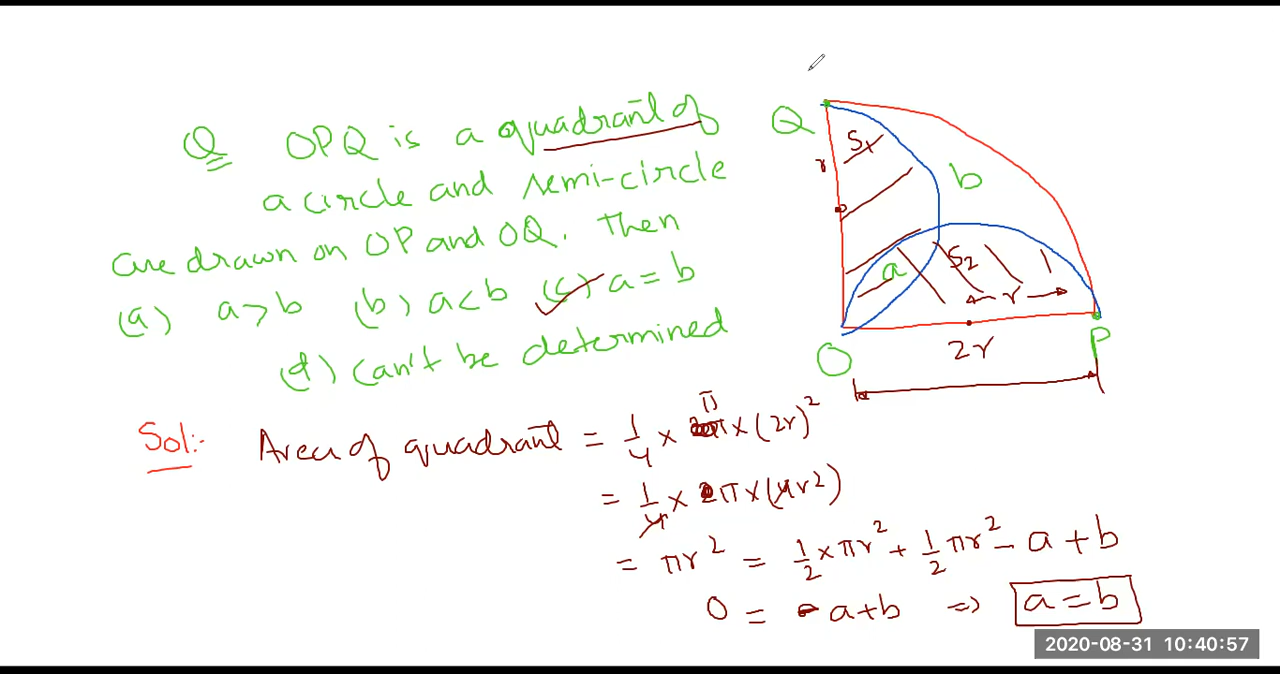 Q OPQ is a quadrant of
a circle and semi-circle
are drawn on OP and OQ. Then
(a) a > b (b) a < b (c) a = b
(d) can't be determined
Q
r
S1
b
a
S2
r
O
2r
P
Sol:- Area of quadrant = 1/4 × π × (2r)²
= 1/4 × π × (4r²)
= πr² = 1/2 × πr² + 1/2 πr² - a + b
0 = -a + b => a = b
2020-08-31 10:40:57